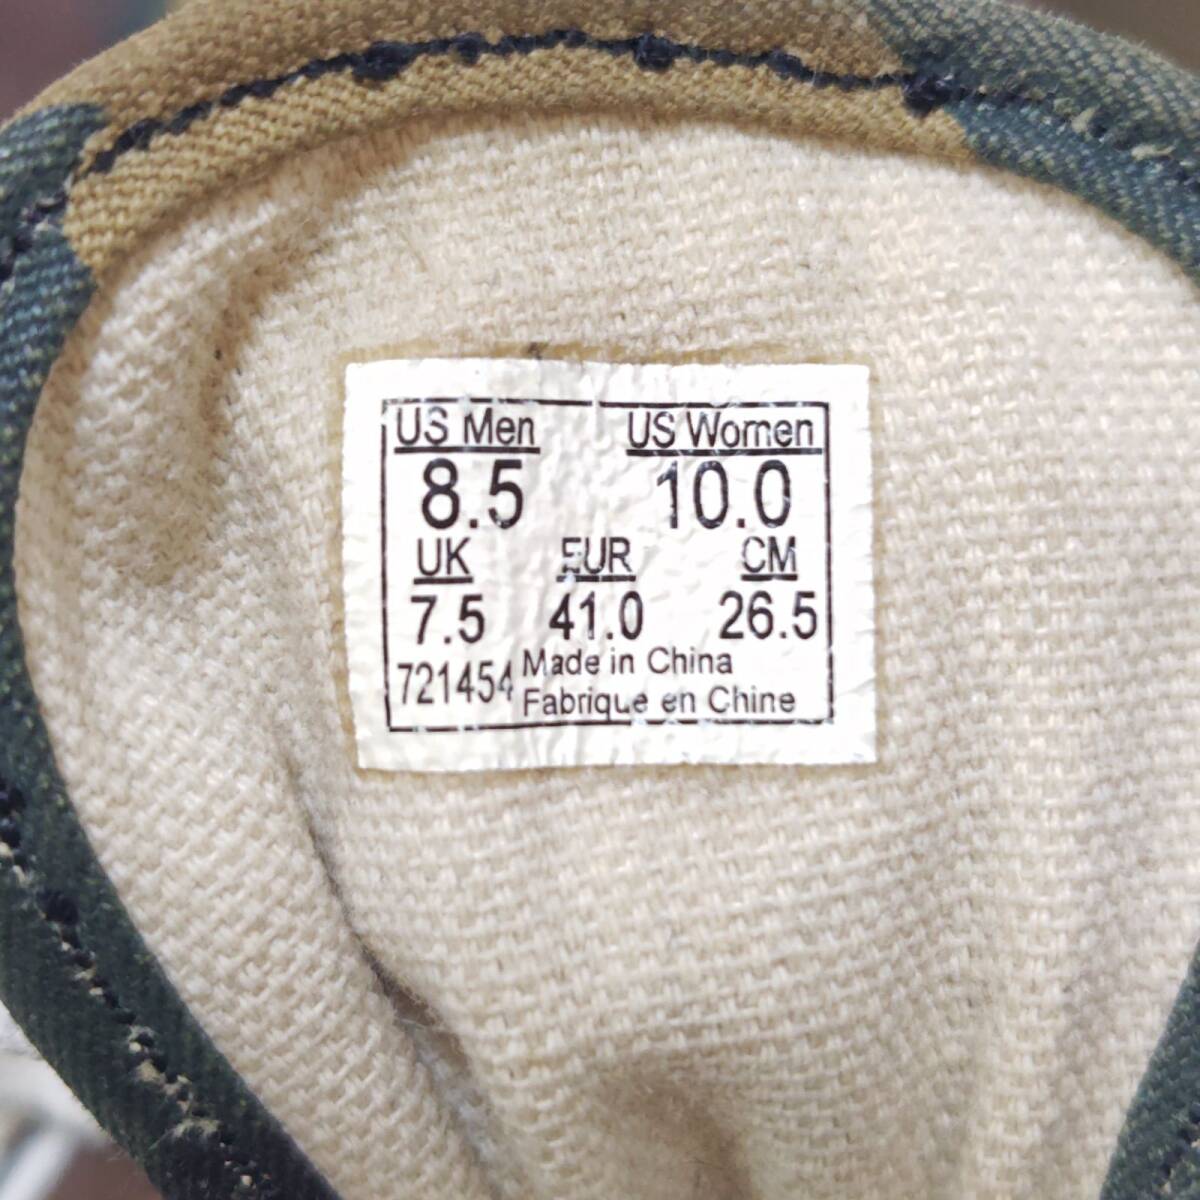 US Men US Women
8.5 10.0
UK EUR CM
7.5 41.0 26.5
721454 Made in China
Fabrique en Chine